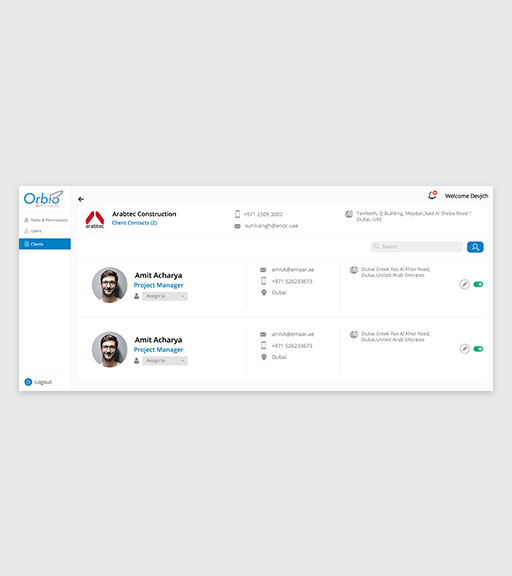 Orbio
Welcome Devjith
Roles & Permissions
Users
Clients
arabtec
Arabtec Construction
Client Contacts (2)
+971 2509 3002
sunil.singh@enoc.uae
Tanfeeth, Q Building, Meydan,Nad Al Sheba Road 1
Dubai, UAE
Search
Amit Acharya
Project Manager
Assign to
amitA@emaar.ae
+971 526233673
Dubai
Dubai Creek Ras Al Khor Road,
Dubai,United Arab Emirates
Amit Acharya
Project Manager
Assign to
amitA@emaar.ae
+971 526233673
Dubai
Dubai Creek Ras Al Khor Road,
Dubai,United Arab Emirates
Logout